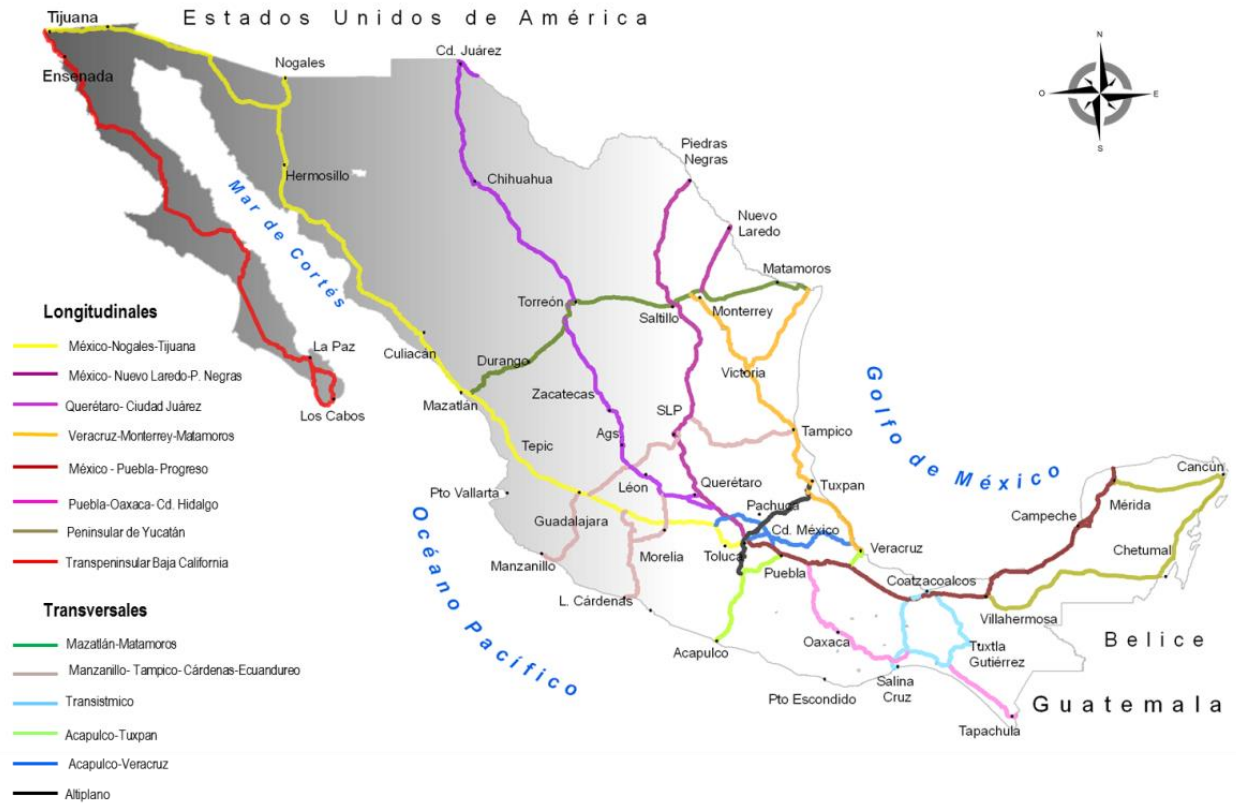 Estados Unidos de América
Tijuana
Ensenada
Nogales
Cd. Juárez
N
O
E
S
Hermosillo
Chihuahua
Piedras
Negras
Nuevo
Laredo
Mar de Cortés
Matamoros
Torreón
Saltillo
Monterrey
Culiacán
Durango
Victoria
La Paz
Los Cabos
Mazatlán
Zacatecas
SLP
Ags
Tampico
Golfo de México
Tepic
Pto Vallarta
Léon
Querétaro
Tuxpan
Cancún
Mérida
Guadalajara
Pachuca
Cd. México
Campeche
Océano Pacífico
Manzanillo
Morelia
Toluca
Puebla
Veracruz
Chetumal
Coatzacoalcos
L. Cárdenas
Villahermosa
Acapulco
Oaxaca
Tuxtla
Gutiérrez
Belice
Pto Escondido
Salina
Cruz
Guatemala
Tapachula
Longitudinales
México-Nogales-Tijuana
México- Nuevo Laredo-P. Negras
Querétaro- Ciudad Juárez
Veracruz-Monterrey-Matamoros
México - Puebla- Progreso
Puebla-Oaxaca- Cd. Hidalgo
Peninsular de Yucatán
Transpeninsular Baja California
Transversales
Mazatlán-Matamoros
Manzanillo- Tampico- Cárdenas-Ecuandureo
Transistmico
Acapulco-Tuxpan
Acapulco-Veracruz
Altiplano